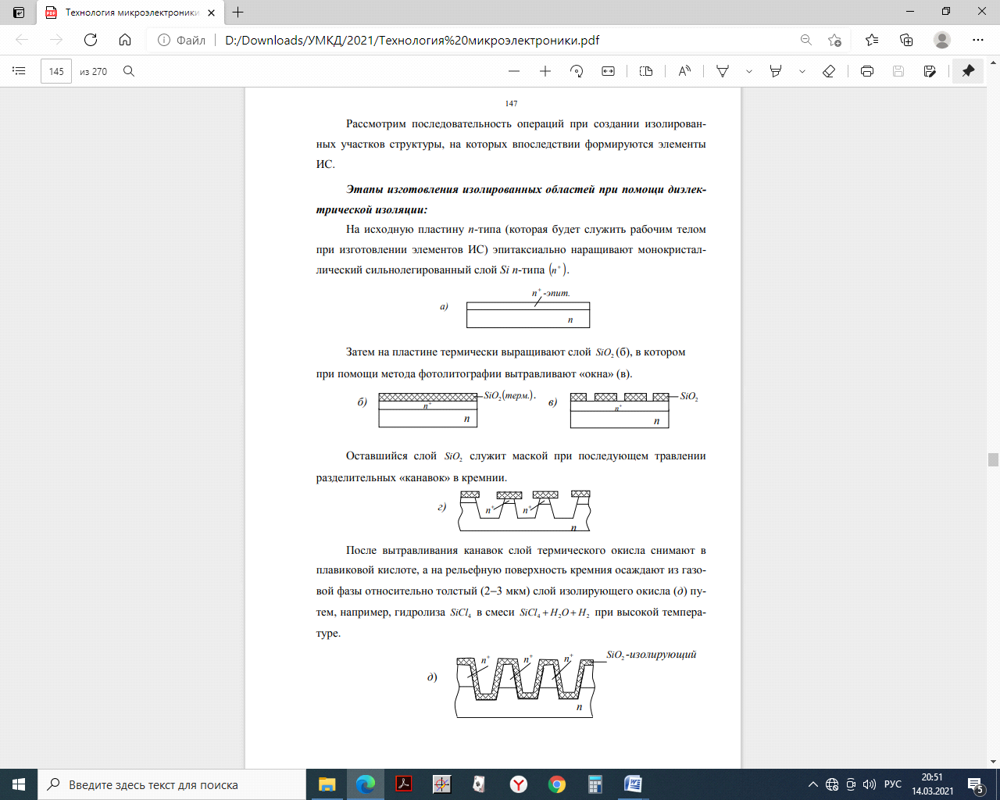 Технология микроэлектроники
Файл
D:/Downloads/УМКД/2021/Технология%20микроэлектроники.pdf
145 из 270
147
Рассмотрим последовательность операций при создании изолирован-
ных участков структуры, на которых впоследствии формируются элементы
ИС.
Этапы изготовления изолированных областей при помощи диэлек-
трической изоляции:
На исходную пластину n-типа (которая будет служить рабочим телом
при изготовлении элементов ИС) эпитаксиально наращивают монокристал-
лический сильнолегированный слой Si n-типа (n⁺).
n⁺-эпит.
а)
n
Затем на пластине термически выращивают слой SiO₂ (б), в котором
при помощи метода фотолитографии вытравливают «окна» (в).
б) n⁺ n SiO₂(терм.).
в) n⁺ n SiO₂
Оставшийся слой SiO₂ служит маской при последующем травлении
разделительных «канавок» в кремнии.
г) n⁺ n⁺ n
После вытравливания канавок слой термического окисла снимают в
плавиковой кислоте, а на рельефную поверхность кремния осаждают из газо-
вой фазы относительно толстый (2–3 мкм) слой изолирующего окисла (д) пу-
тем, например, гидролиза SiCl₄ в смеси SiCl₄ + H₂O + H₂ при высокой темпера-
туре.
n⁺ n⁺ n⁺ SiO₂-изолирующий
д)
n
Введите здесь текст для поиска
РУС
20:51
14.03.2021
5